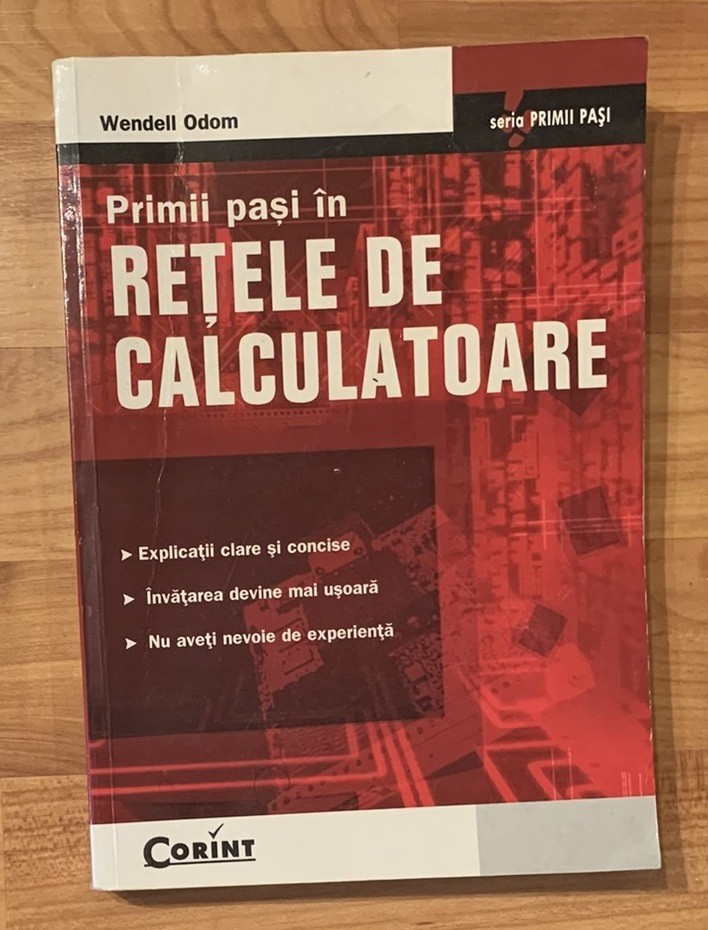 Wendell Odom
seria PRIMII PAŞI
Primii paşi în
REŢELE DE
CALCULATOARE
➤ Explicaţii clare şi concise
➤ Învăţarea devine mai uşoară
➤ Nu aveţi nevoie de experienţă
CORINT